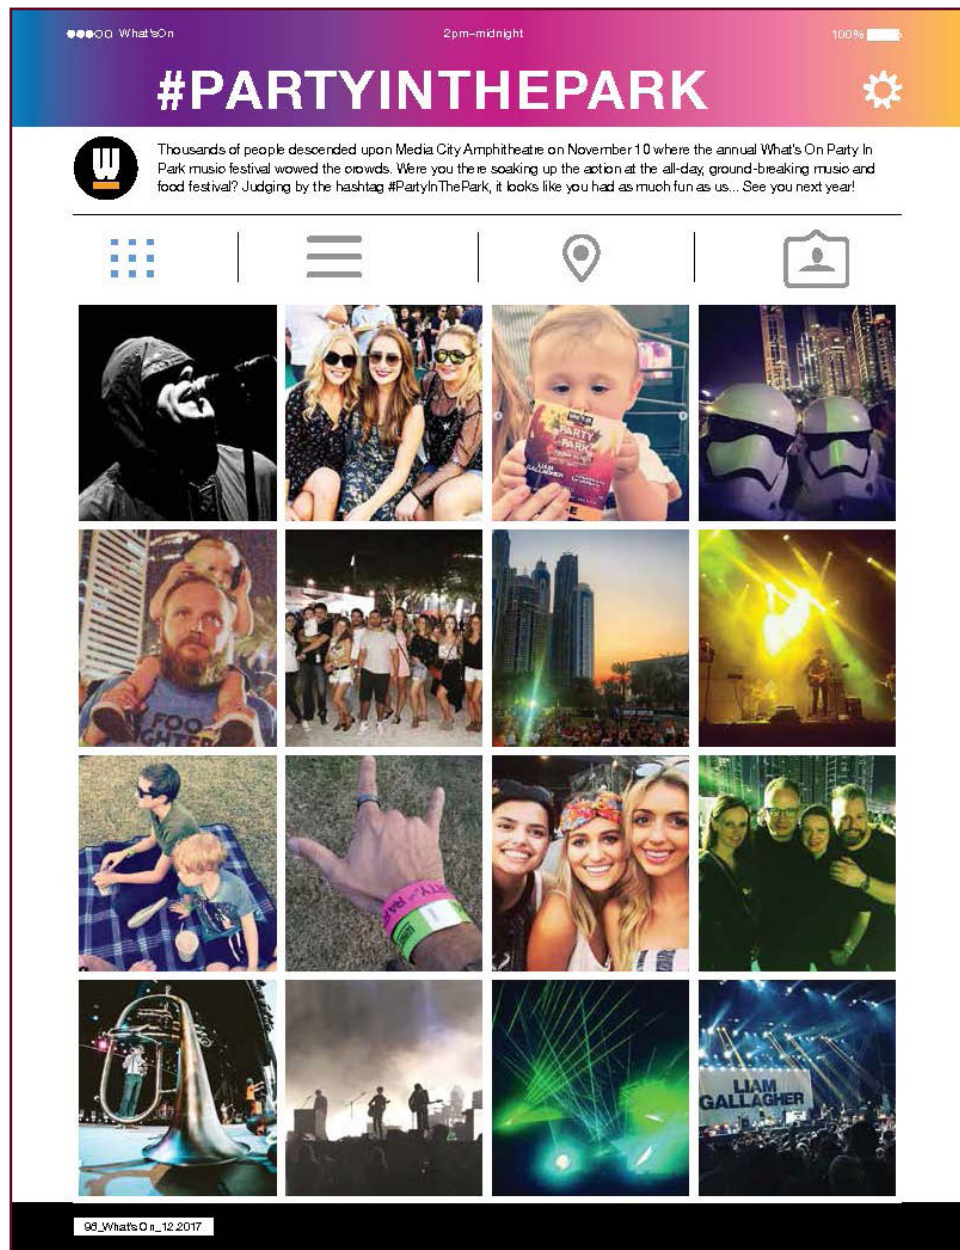 What'sOn
2pm–midnight
100%
#PARTYINTHEPARK
W
Thousands of people descended upon Media City Amphitheatre on November 10 where the annual What's On Party In
Park music festival wowed the crowds. Were you there soaking up the action at the all-day, ground-breaking music and
food festival? Judging by the hashtag #PartyInThePark, it looks like you had as much fun as us... See you next year!
PARTY
PARK
LIAM
GALLAGHER
FOO
GHTER
LIAM
GALLAGHER
96_What's On_12.2017